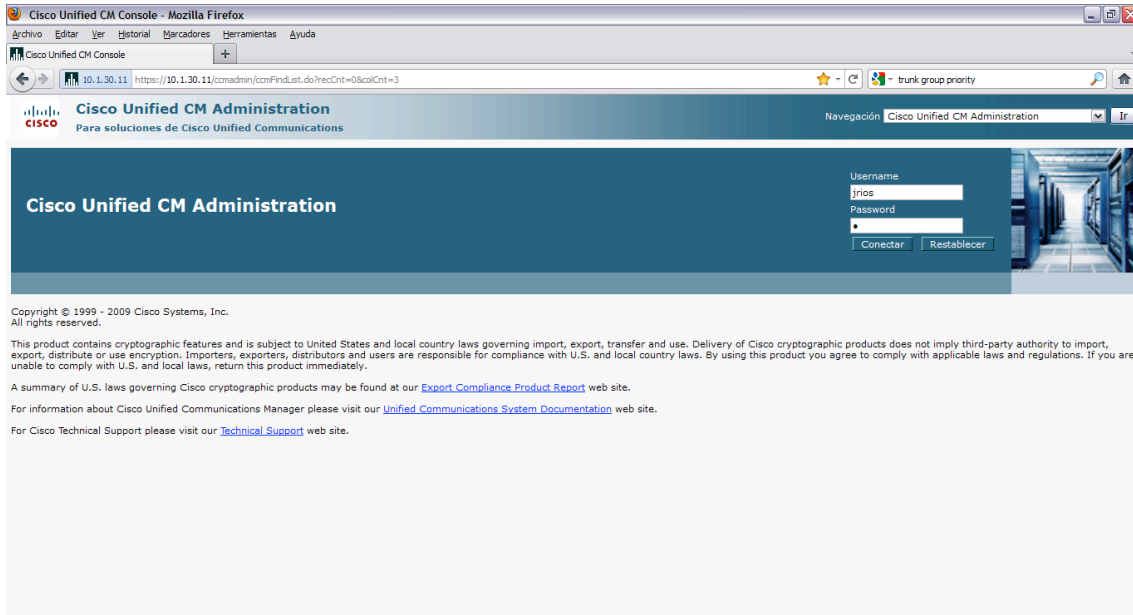 Cisco Unified CM Console - Mozilla Firefox
Archivo Editar Ver Historial Marcadores Herramientas Ayuda
Cisco Unified CM Console +
10.1.30.11 https://10.1.30.11/ccmadmin/ccmFindList.do?recCnt=0&colCnt=3 trunk group priority
CISCO
Cisco Unified CM Administration
Para soluciones de Cisco Unified Communications
Navegación Cisco Unified CM Administration Ir
Cisco Unified CM Administration
Username
jrios
Password
•
Conectar Restablecer
Copyright © 1999 - 2009 Cisco Systems, Inc.
All rights reserved.
This product contains cryptographic features and is subject to United States and local country laws governing import, export, transfer and use. Delivery of Cisco cryptographic products does not imply third-party authority to import,
export, distribute or use encryption. Importers, exporters, distributors and users are responsible for compliance with U.S. and local country laws. By using this product you agree to comply with applicable laws and regulations. If you are
unable to comply with U.S. and local laws, return this product immediately.
A summary of U.S. laws governing Cisco cryptographic products may be found at our Export Compliance Product Report web site.
For information about Cisco Unified Communications Manager please visit our Unified Communications System Documentation web site.
For Cisco Technical Support please visit our Technical Support web site.